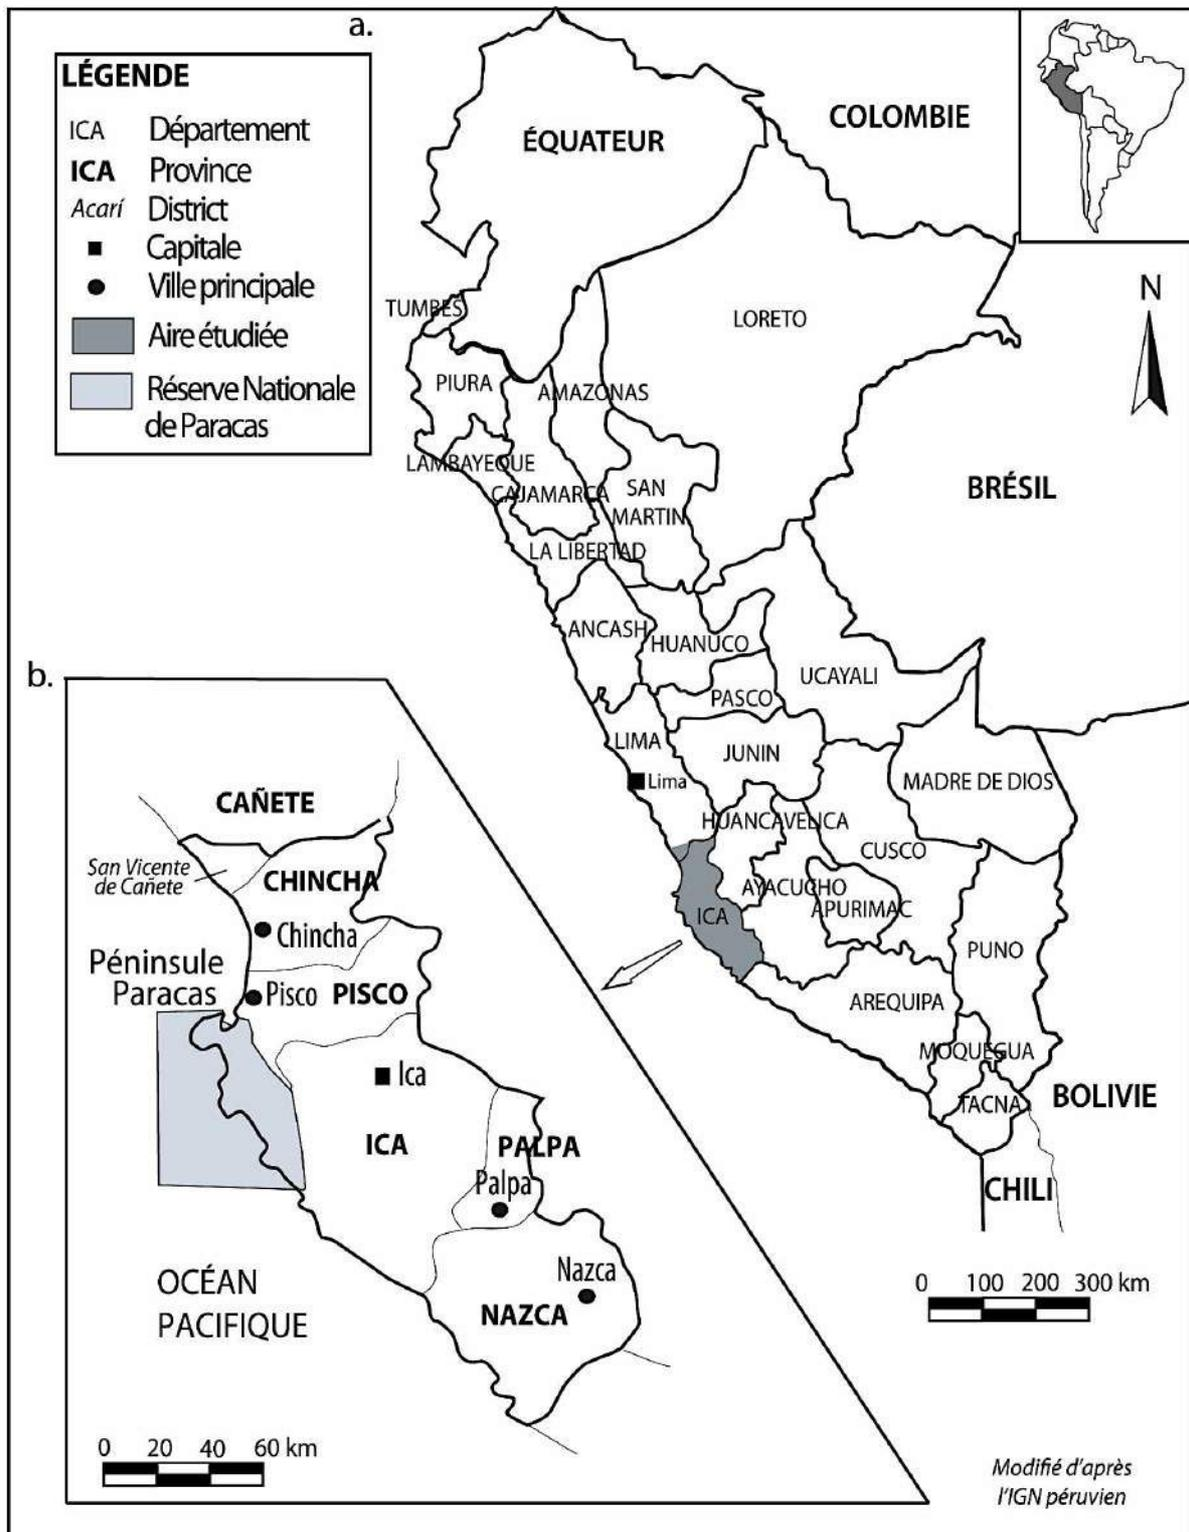 a.
LÉGENDE
ICA Département
ICA Province
Acarí District
Capitale
Ville principale
Aire étudiée
Réserve Nationale
de Paracas
COLOMBIE
ÉQUATEUR
N
TUMBES
LORETO
PIURA
AMAZONAS
LAMBAYEQUE
CAJAMARCA
SAN
MARTIN
BRÉSIL
LA LIBERTAD
ANCASH
HUANUCO
UCAYALI
PASCO
LIMA
JUNIN
Lima
MADRE DE DIOS
HUANCAVELICA
CUSCO
AYACUCHO
APURIMAC
ICA
PUNO
AREQUIPA
MOQUEGUA
TACNA
BOLIVIE
CHILI
0 100 200 300 km
b.
CAÑETE
San Vicente
de Cañete
CHINCHA
Chincha
Péninsule
Paracas
Pisco
PISCO
Ica
ICA
PALPA
Palpa
OCÉAN
PACIFIQUE
Nazca
NAZCA
0 20 40 60 km
Modifié d'après
l'IGN péruvien